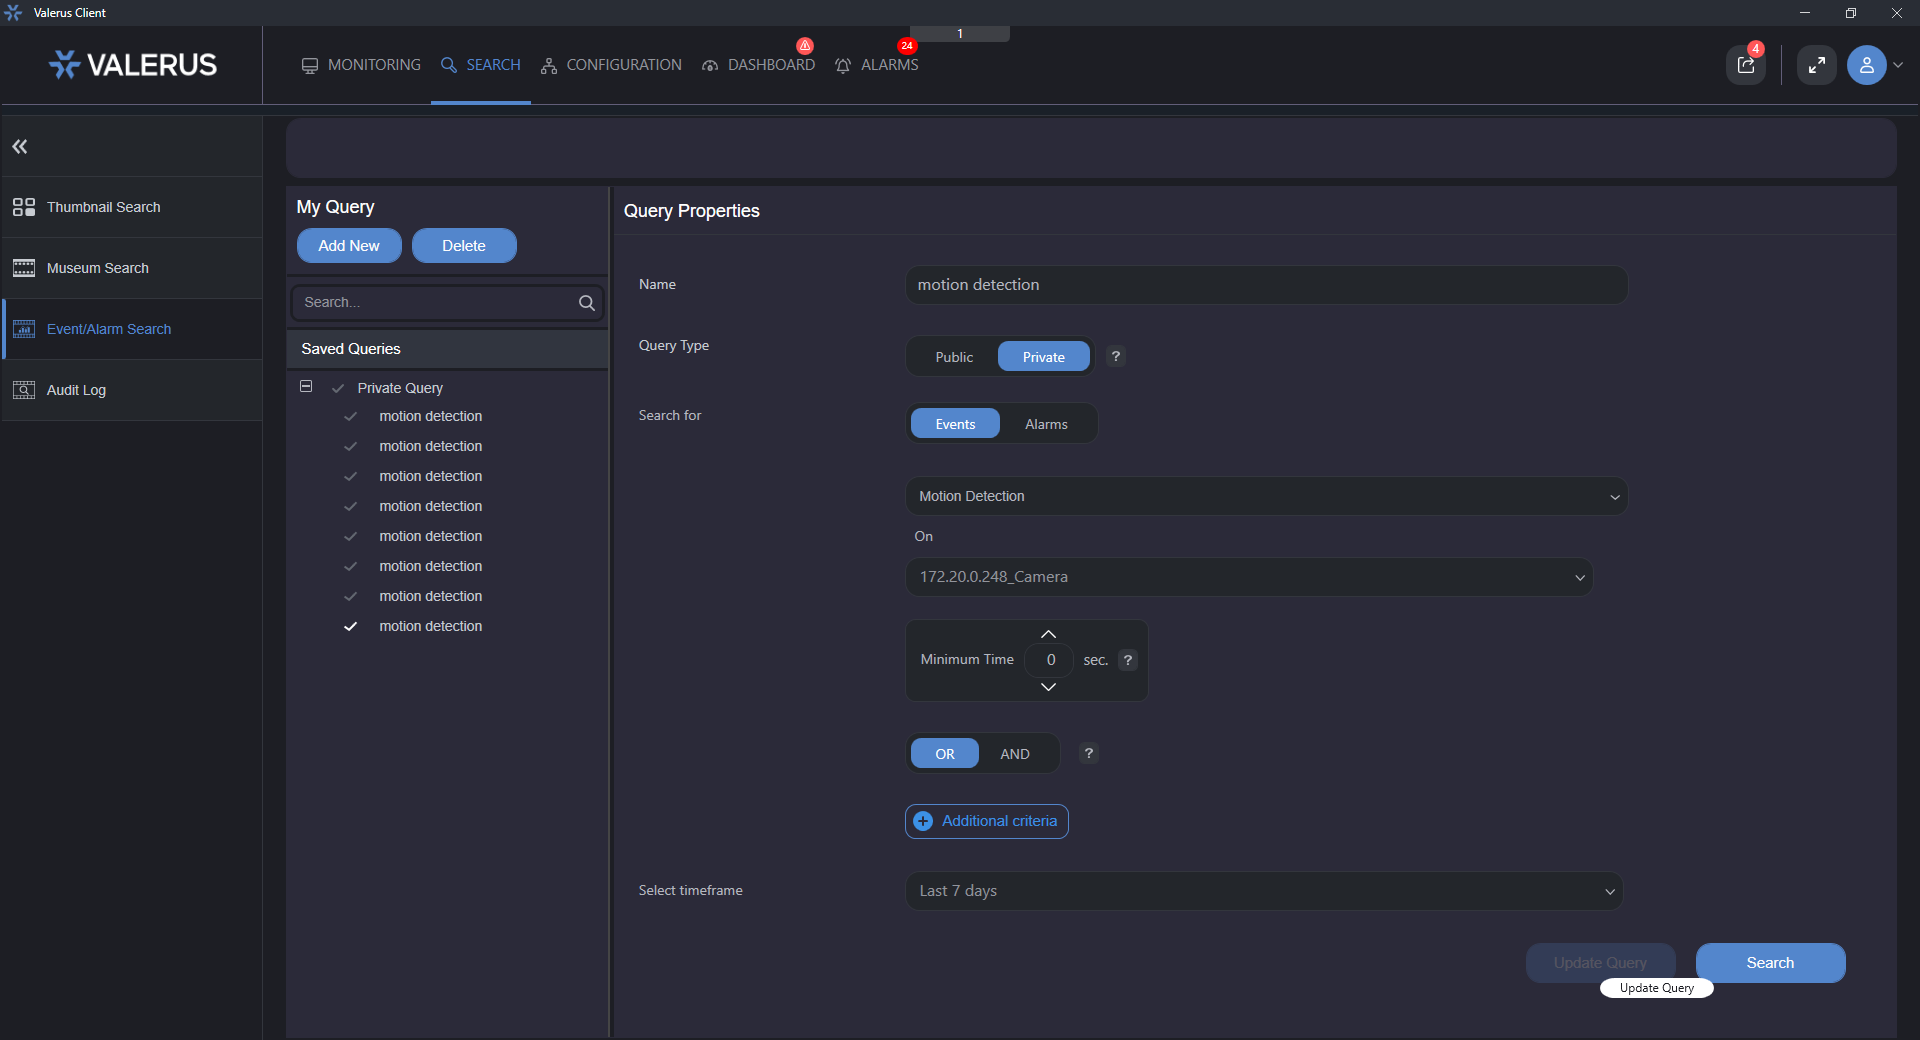 Valerus Client
1
VALERUS
MONITORING
SEARCH
CONFIGURATION
DASHBOARD
24
ALARMS
4
Thumbnail Search
Museum Search
Event/Alarm Search
Audit Log
My Query
Add New
Delete
Search...
Saved Queries
Private Query
motion detection
motion detection
motion detection
motion detection
motion detection
motion detection
motion detection
motion detection
Query Properties
Name
motion detection
Query Type
Public
Private
?
Search for
Events
Alarms
Motion Detection
On
172.20.0.248_Camera
Minimum Time
0
sec.
?
OR
AND
?
Additional criteria
Select timeframe
Last 7 days
Update Query
Search
Update Query